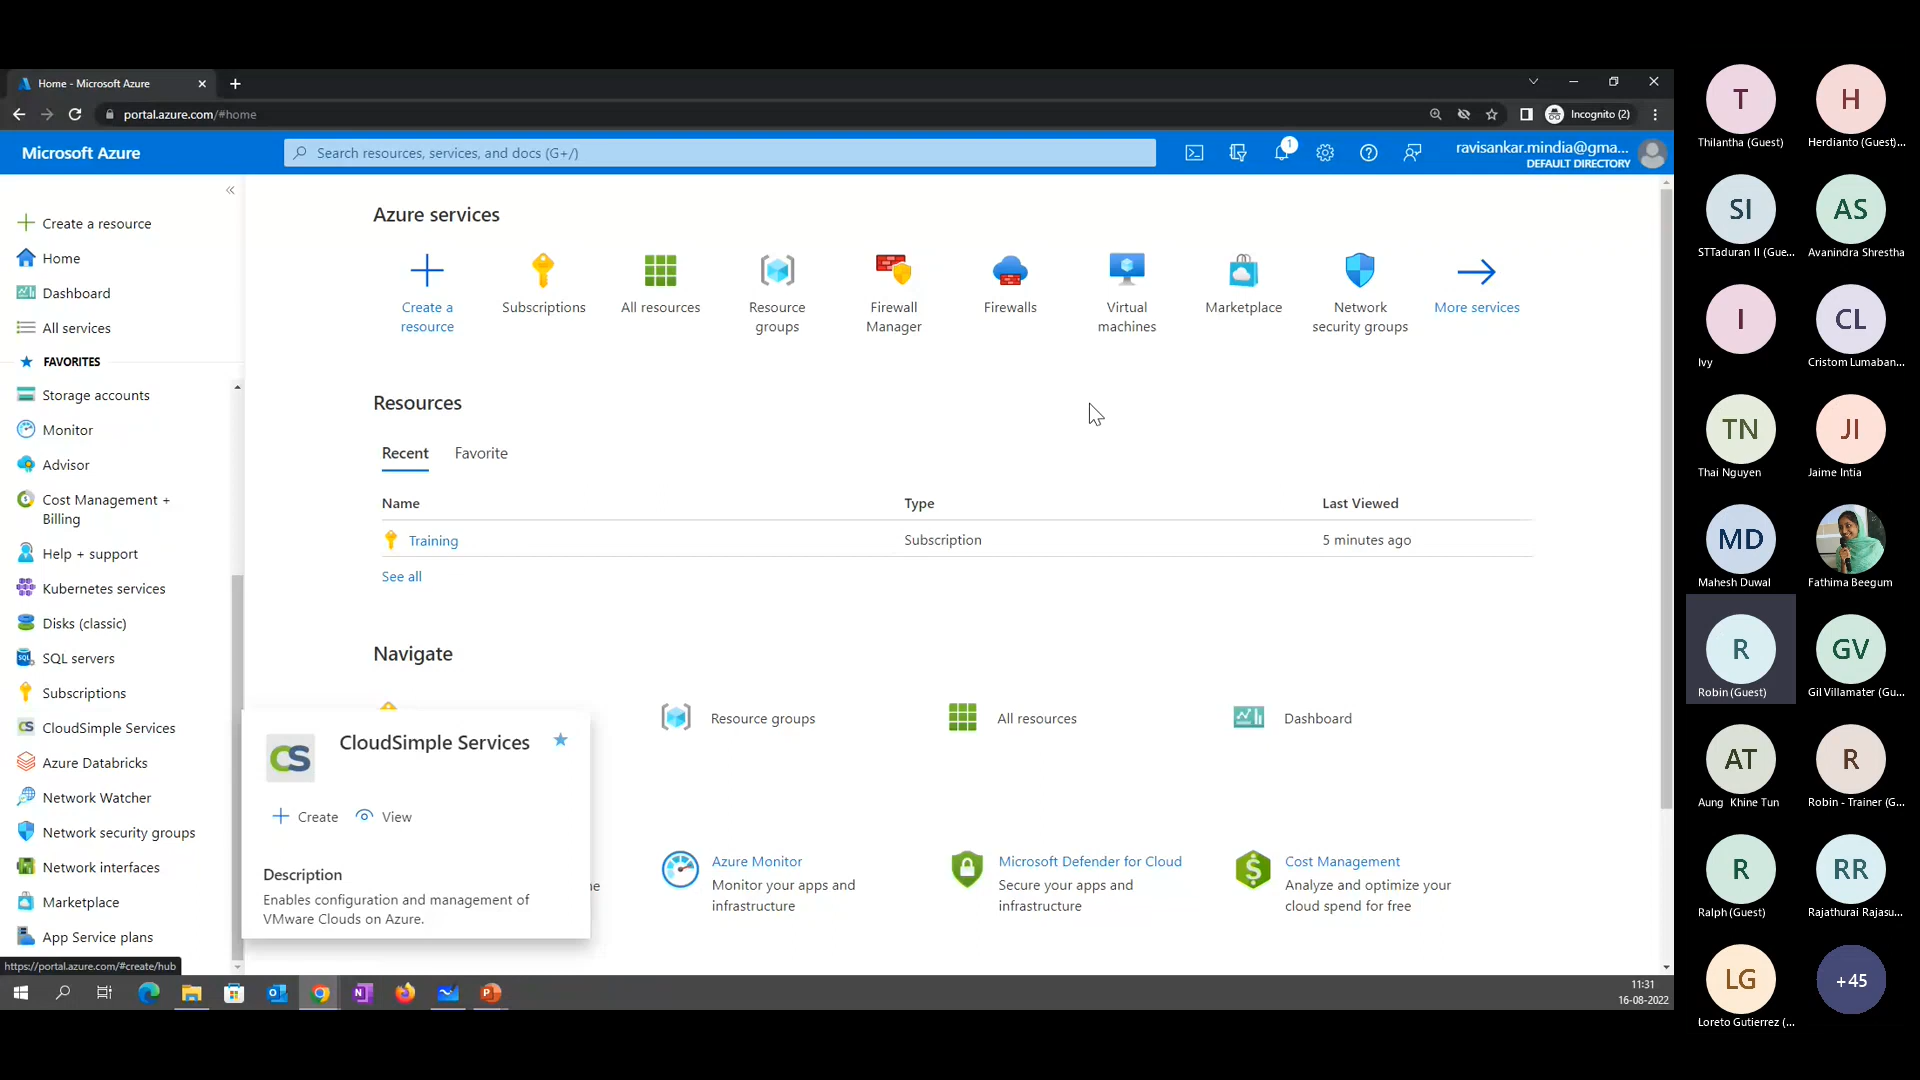 Home - Microsoft Azure
portal.azure.com/#home
Incognito (2)
Microsoft Azure
Search resources, services, and docs (G+/)
1
ravisankar.mindia@gma...
DEFAULT DIRECTORY
Create a resource
Home
Dashboard
All services
FAVORITES
Storage accounts
Monitor
Advisor
Cost Management +
Billing
Help + support
Kubernetes services
Disks (classic)
SQL servers
Subscriptions
CloudSimple Services
Azure Databricks
Network Watcher
Network security groups
Network interfaces
Marketplace
App Service plans
https://portal.azure.com/#create/hub
Azure services
Create a
resource
Subscriptions
All resources
Resource
groups
Firewall
Manager
Firewalls
Virtual
machines
Marketplace
Network
security groups
More services
Resources
Recent
Favorite
Name
Type
Last Viewed
Training
Subscription
5 minutes ago
See all
Navigate
Resource groups
All resources
Dashboard
CS
CloudSimple Services
Create
View
Description
Enables configuration and management of
VMware Clouds on Azure.
Azure Monitor
Monitor your apps and
infrastructure
Microsoft Defender for Cloud
Secure your apps and
infrastructure
Cost Management
Analyze and optimize your
cloud spend for free
11:31
16-08-2022
T
Thilantha (Guest)
H
Herdianto (Guest)...
SI
STTaduran II (Gue...
AS
Avanindra Shrestha
I
Ivy
CL
Cristom Lumaban...
TN
Thai Nguyen
JI
Jaime Intia
MD
Mahesh Duwal
Fathima Beegum
R
Robin (Guest)
GV
Gil Villamater (Gu...
AT
Aung Khine Tun
R
Robin - Trainer (G...
R
Ralph (Guest)
RR
Rajathurai Rajasu...
LG
Loreto Gutierrez (...
+45